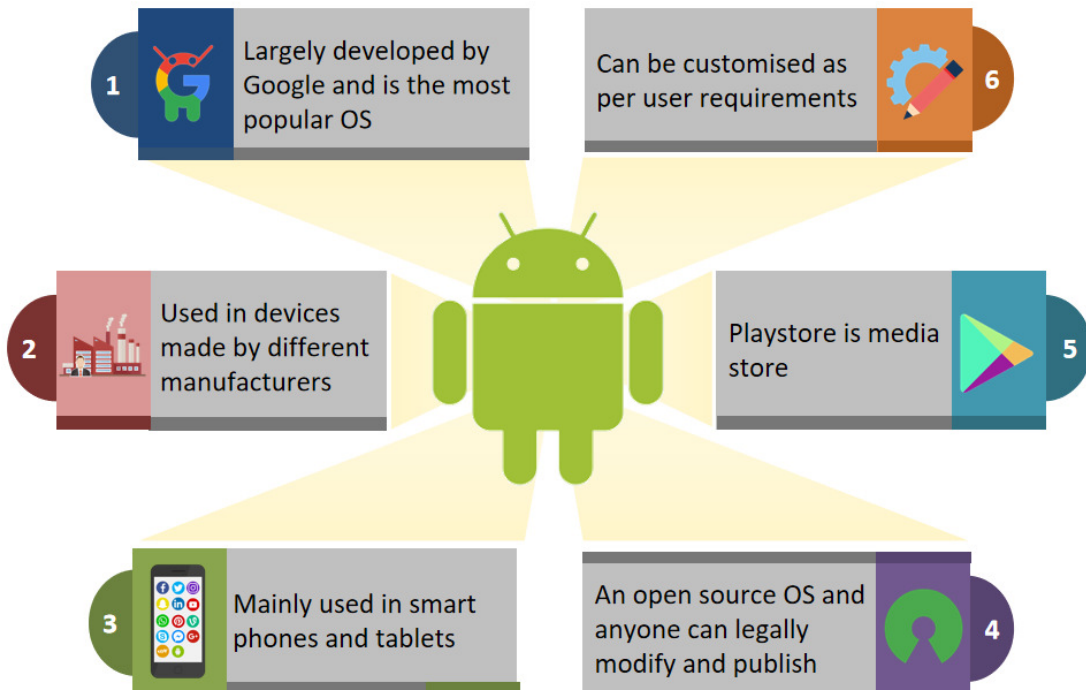 1
Largely developed by
Google and is the most
popular OS
2
Used in devices
made by different
manufacturers
3
Mainly used in smart
phones and tablets
An open source OS and
anyone can legally
modify and publish
4
Playstore is media
store
5
Can be customised as
per user requirements
6